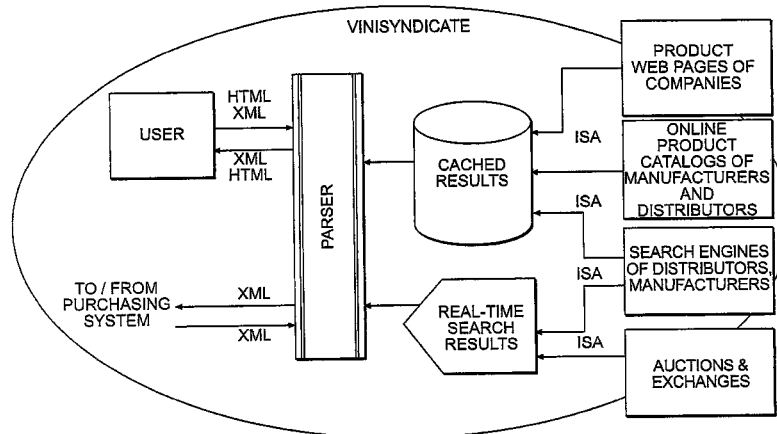 VINISYNDICATE
USER
HTML
XML
XML
HTML
PARSER
CACHED
RESULTS
ISA
ISA
ISA
ISA
PRODUCT
WEB PAGES OF
COMPANIES
ONLINE
PRODUCT
CATALOGS OF
MANUFACTURERS
AND
DISTRIBUTORS
SEARCH ENGINES
OF DISTRIBUTORS,
MANUFACTURERS
AUCTIONS &
EXCHANGES
REAL-TIME
SEARCH
RESULTS
TO / FROM
PURCHASING
SYSTEM
XML
XML